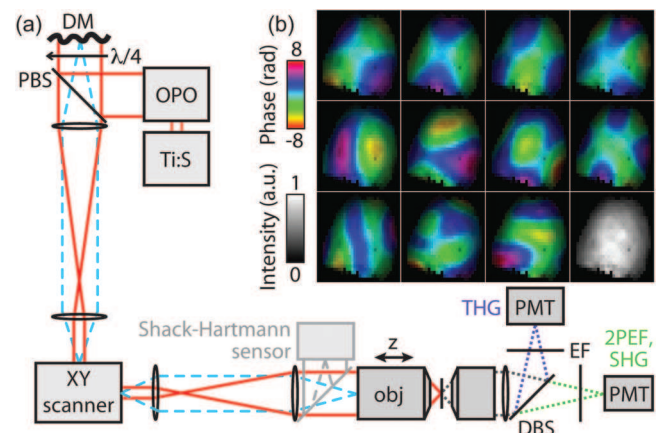 (a)
DM
λ/4
PBS
OPO
Ti:S
XY
scanner
Shack-Hartmann
sensor
z
obj
THG
PMT
2PEF,
SHG
EF
PMT
DBS
(b)
8
Phase (rad)
-8
1
Intensity (a.u.)
0